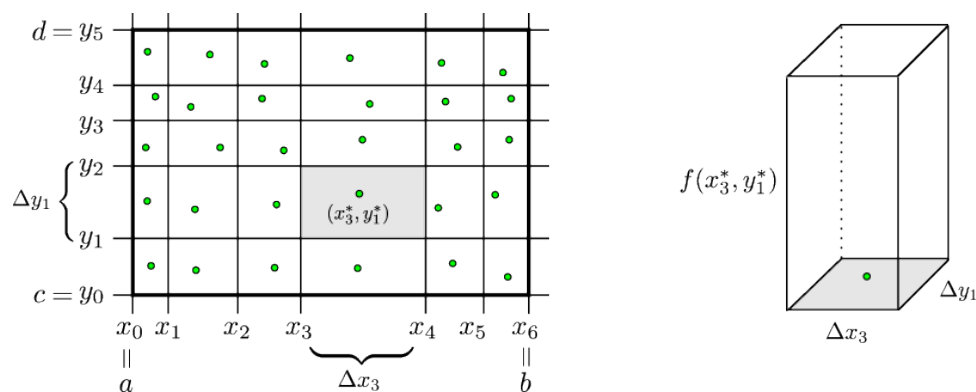 d = y₅
y₄
y₃
y₂
Δy₁
(x₃*, y₁*)
y₁
c = y₀
x₀ x₁ x₂ x₃ x₄ x₅ x₆
|| ||
a Δx₃ b
f(x₃*, y₁*)
Δy₁
Δx₃